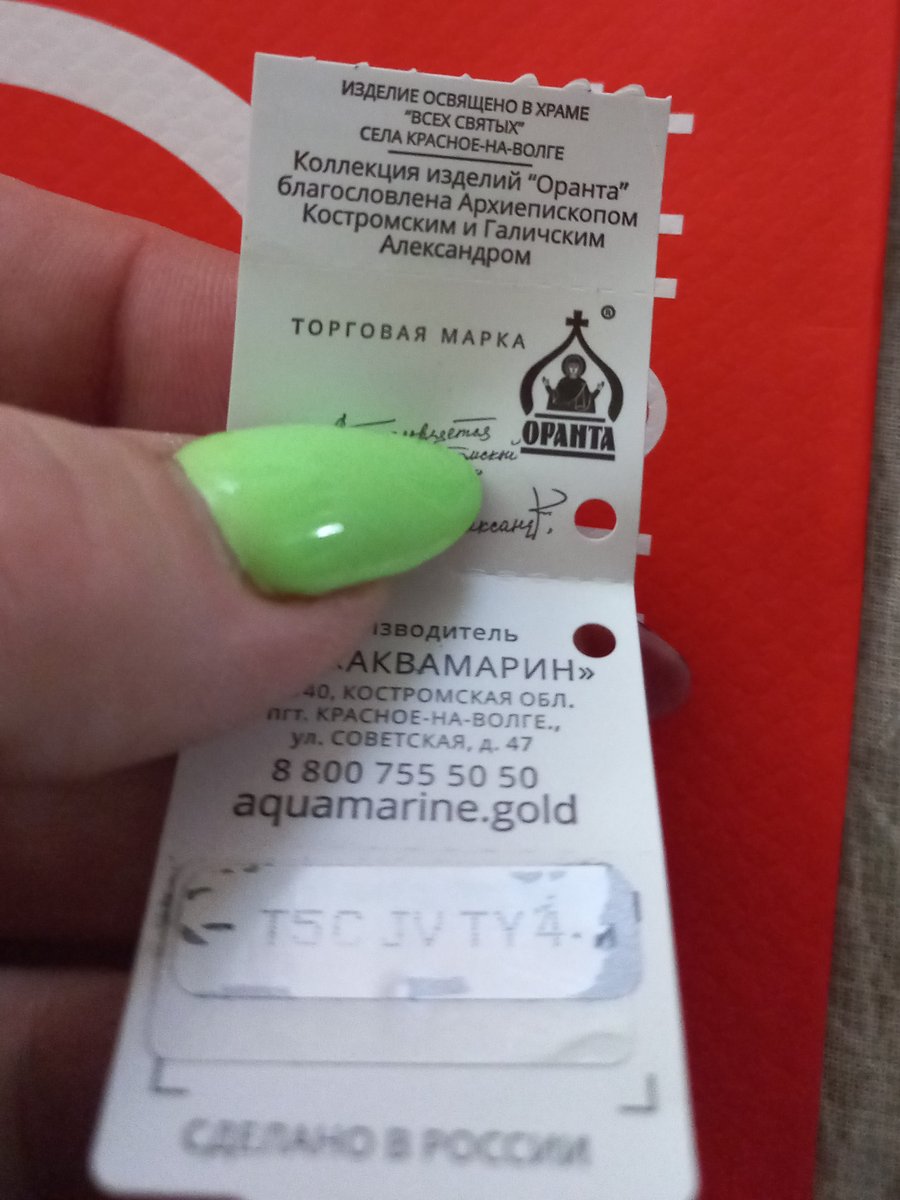 ИЗДЕЛИЕ ОСВЯЩЕНО В ХРАМЕ
"ВСЕХ СВЯТЫХ"
СЕЛА КРАСНОЕ-НА-ВОЛГЕ
Коллекция изделий "Оранта"
благословлена Архиепископом
Костромским и Галичским
Александром
ТОРГОВАЯ МАРКА
®
ОРАНТА
«АКВАМАРИН»
40, КОСТРОМСКАЯ ОБЛ.
пгт. КРАСНОЕ-НА-ВОЛГЕ.,
ул. СОВЕТСКАЯ, д. 47
8 800 755 50 50
aquamarine.gold
T5C JV TY4
СДЕЛАНО В РОССИИ